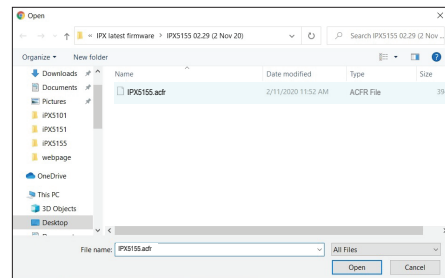 Open
« IPX latest firmware > IPX5155 02.29 (2 Nov 20)
Search IPX5155 02.29 (2 Nov ...
Organize
New folder
Name
Date modified
Type
Size
Downloads
Documents
Pictures
iPX5101
iPX5151
iPX5155
webpage
OneDrive
This PC
3D Objects
Desktop
IPX5155.acfr
2/11/2020 11:52 AM
ACFR File
39
File name:
IPX5155.acfr
All Files
Open
Cancel